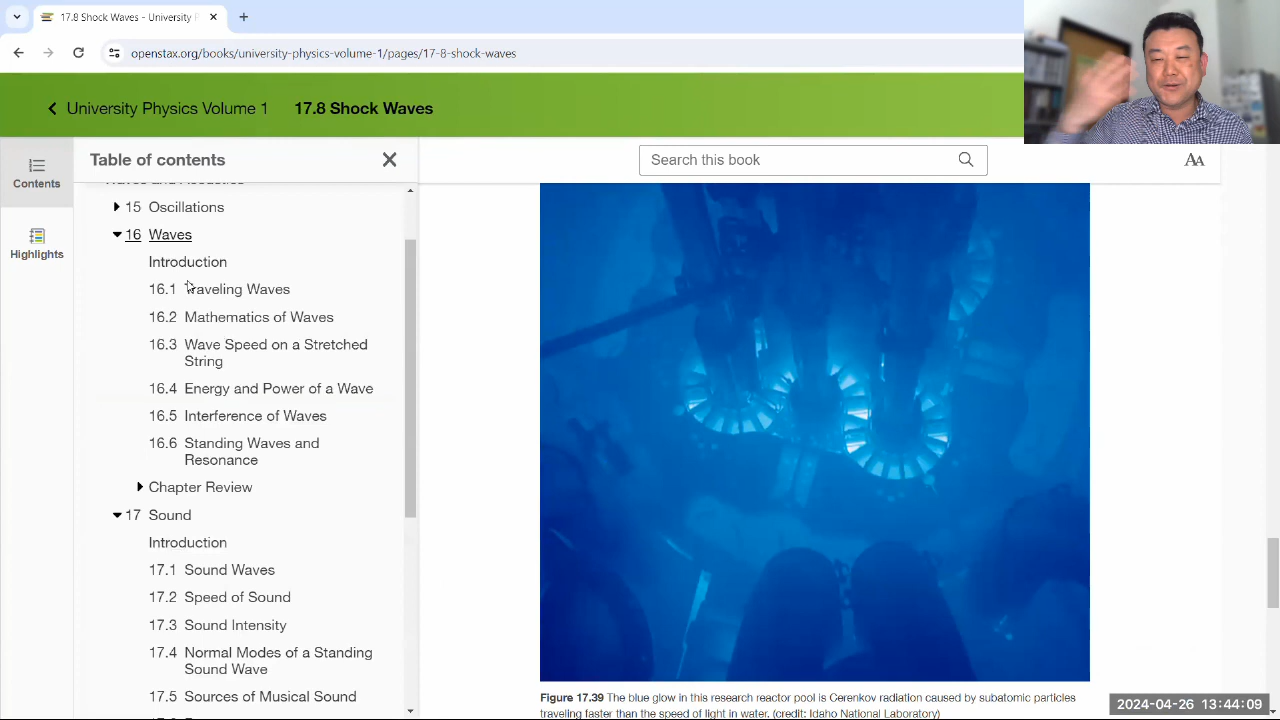 17.8 Shock Waves -
openstax.org/books/university-physics-volume-1/pages/17-8-shock-waves
University Physics Volume 1 17.8 Shock Waves
Contents
Highlights
Table of contents
Search this book
AA
Waves and Acoustics
15 Oscillations
16 Waves
Introduction
16.1 Traveling Waves
16.2 Mathematics of Waves
16.3 Wave Speed on a Stretched
String
16.4 Energy and Power of a Wave
16.5 Interference of Waves
16.6 Standing Waves and
Resonance
Chapter Review
17 Sound
Introduction
17.1 Sound Waves
17.2 Speed of Sound
17.3 Sound Intensity
17.4 Normal Modes of a Standing
Sound Wave
17.5 Sources of Musical Sound
Figure 17.39 The blue glow in this research reactor pool is Cerenkov radiation caused by subatomic particles
traveling faster than the speed of light in water. (credit: Idaho National Laboratory)
2024-04-26 13:44:09